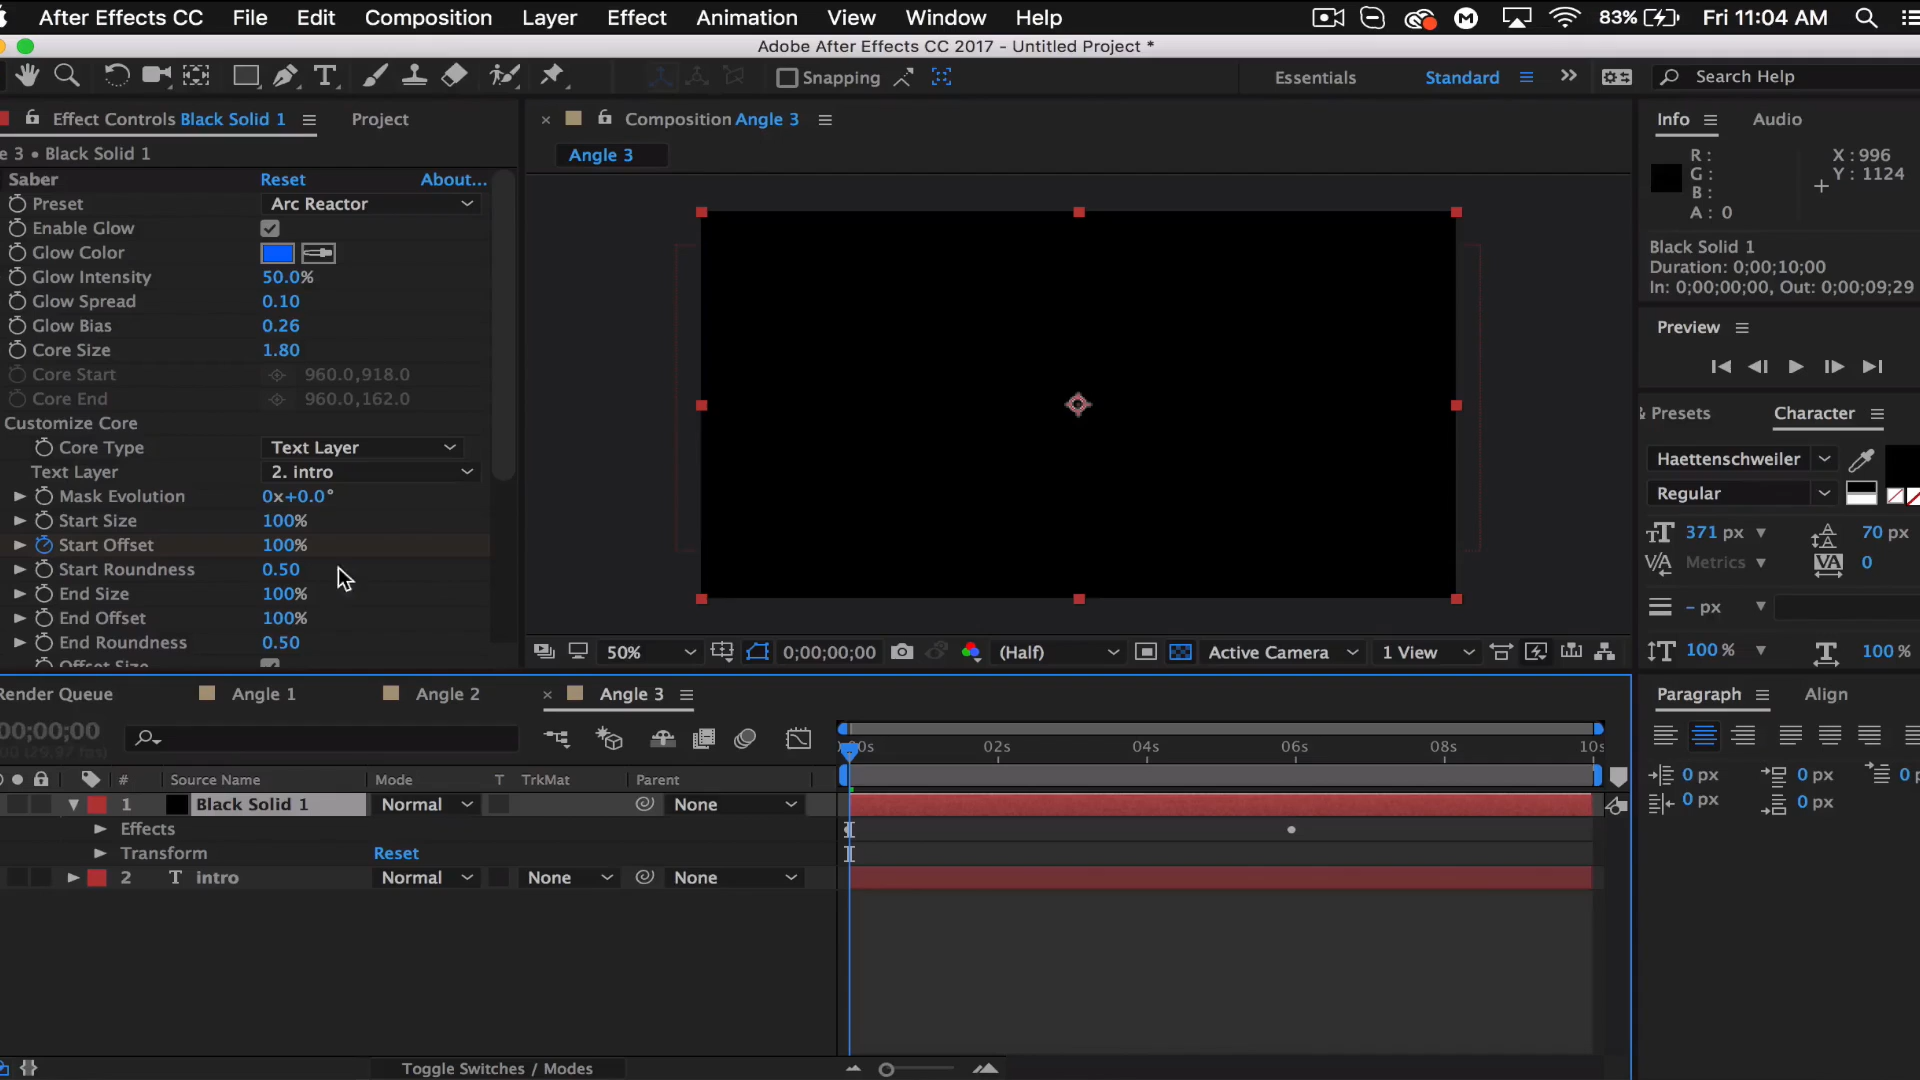 After Effects CC File Edit Composition Layer Effect Animation View Window Help 83% Fri 11:04 AM
Adobe After Effects CC 2017 - Untitled Project *
Snapping Essentials Standard Search Help
Effect Controls Black Solid 1 Project Composition Angle 3 Info Audio
e 3 • Black Solid 1 Angle 3
R: X: 996
G: Y: 1124
B:
A: 0
Saber Reset About...
Preset Arc Reactor
Enable Glow
Glow Color
Glow Intensity 50.0%
Glow Spread 0.10
Glow Bias 0.26
Core Size 1.80
Core Start 960.0,918.0
Core End 960.0,162.0
Customize Core
Core Type Text Layer
Text Layer 2. intro
Mask Evolution 0x+0.0°
Start Size 100%
Start Offset 100%
Start Roundness 0.50
End Size 100%
End Offset 100%
End Roundness 0.50
Offset Size
Black Solid 1
Duration: 0;00;10;00
In: 0;00;00;00, Out: 0;00;09;29
Preview
& Presets Character
Haettenschweiler
Regular
371 px 70 px
Metrics 0
- px
100 % 100 %
50% 0;00;00;00 (Half) Active Camera 1 View
Render Queue Angle 1 Angle 2 Angle 3 Paragraph Align
00;00;00
00 (29.97 fps)
:00s 02s 04s 06s 08s 10s
# Source Name Mode T TrkMat Parent
1 Black Solid 1 Normal None
Effects
Transform Reset
2 T intro Normal None None
0 px 0 px 0 p
0 px 0 px
Toggle Switches / Modes